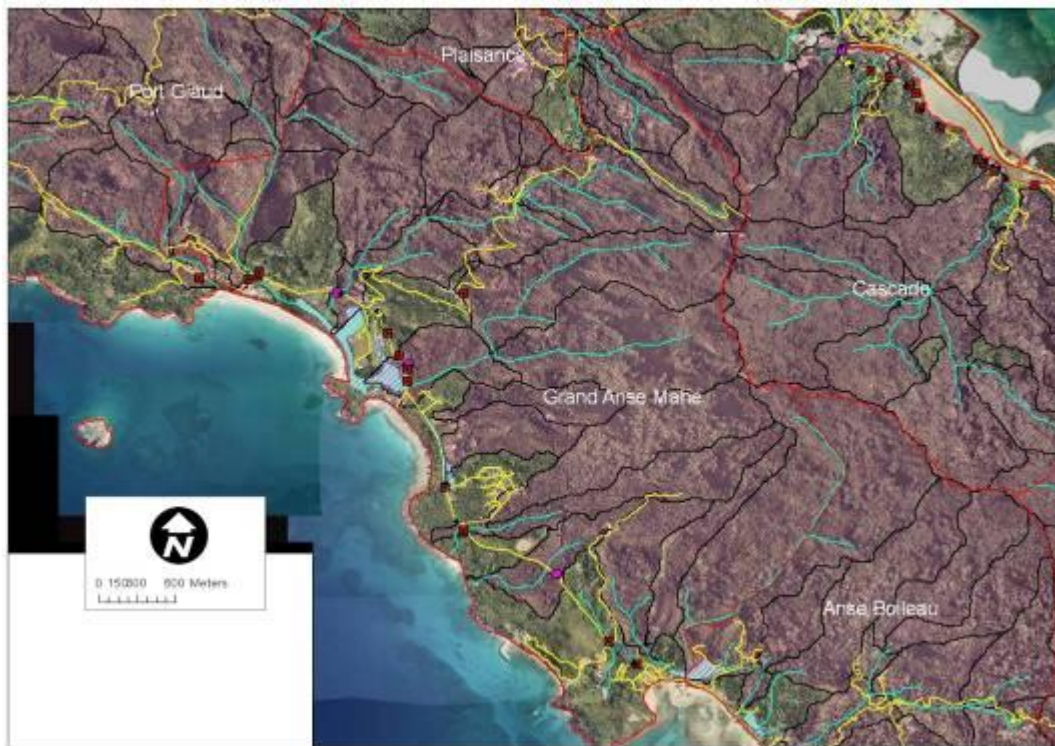 Plaisance
Port Glaud
Cascade
Grand Anse Mahe
N
0 150300 600 Meters
Anse Boileau